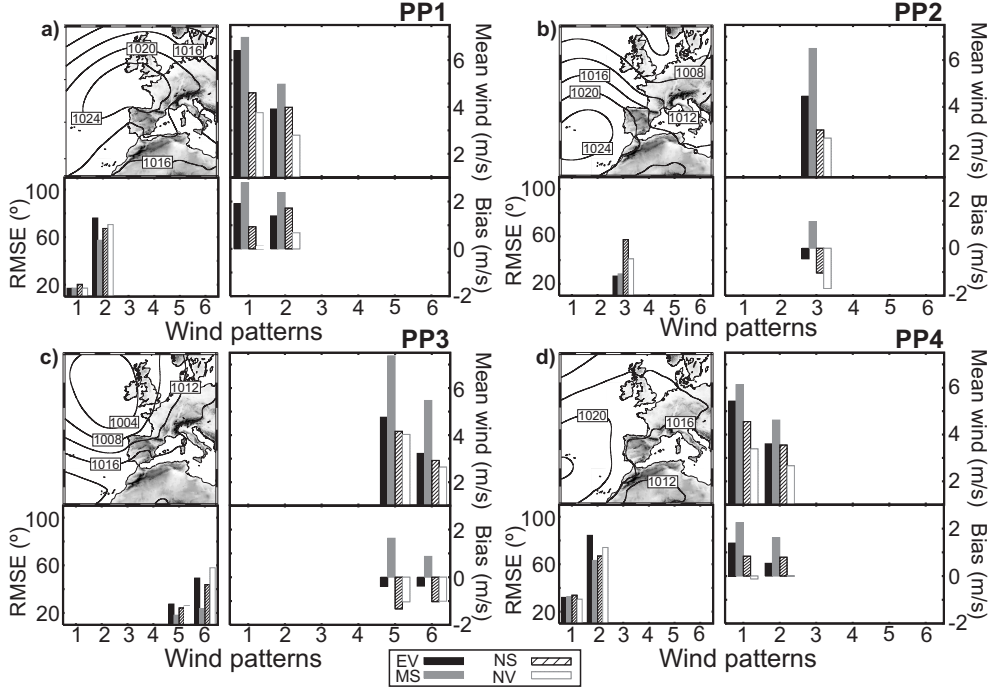 PP1
a)
1020
1016
1024
1016
6
4
2
Mean wind (m/s)
100
60
20
RMSE (º)
2
0
-2
Bias (m/s)
1 2 3 4 5 6
1 2 3 4 5 6
Wind patterns
PP2
b)
1016
1008
1020
1012
1024
6
4
2
Mean wind (m/s)
100
60
20
RMSE (º)
2
0
-2
Bias (m/s)
1 2 3 4 5 6
1 2 3 4 5 6
Wind patterns
PP3
c)
1012
1004
1008
1016
6
4
2
Mean wind (m/s)
100
60
20
RMSE (º)
2
0
-2
Bias (m/s)
1 2 3 4 5 6
1 2 3 4 5 6
Wind patterns
PP4
d)
1020
1016
1012
6
4
2
Mean wind (m/s)
100
60
20
RMSE (º)
2
0
-2
Bias (m/s)
1 2 3 4 5 6
1 2 3 4 5 6
Wind patterns
EV NS
MS NV